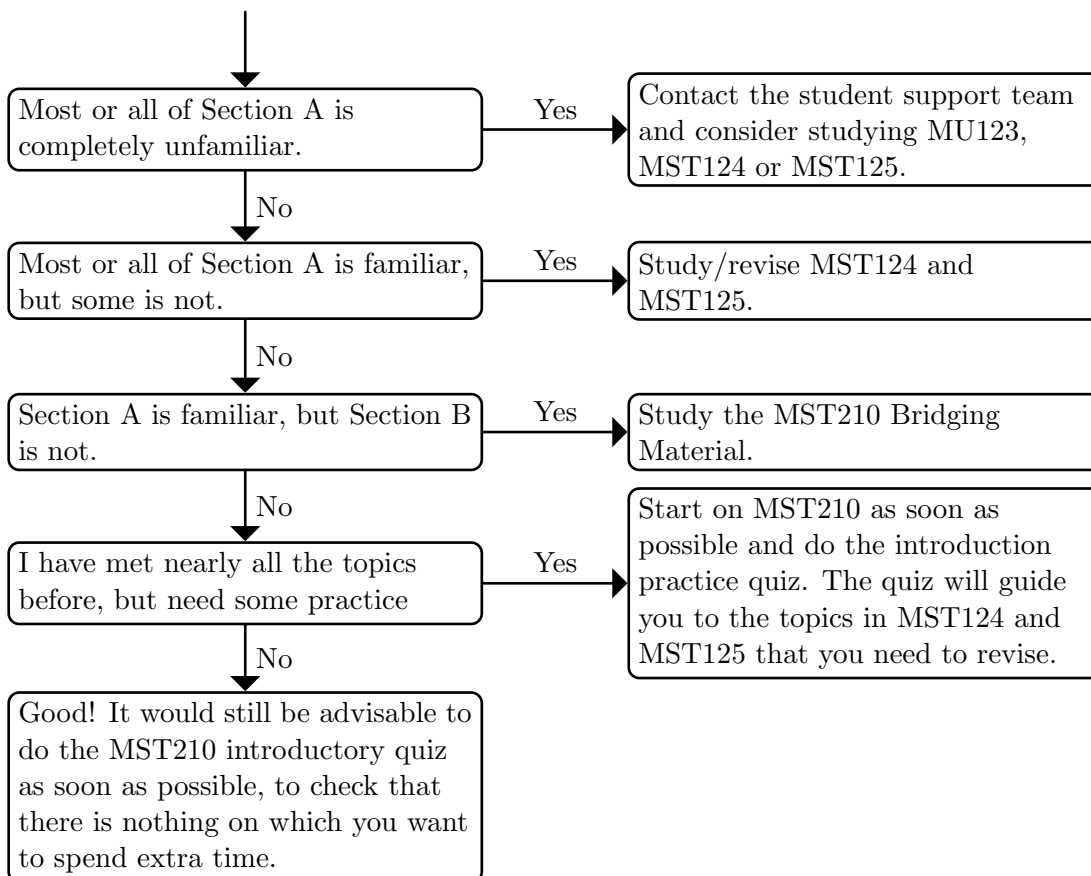 Most or all of Section A is
completely unfamiliar.
Yes
Contact the student support team
and consider studying MU123,
MST124 or MST125.
No
Most or all of Section A is familiar,
but some is not.
Yes
Study/revise MST124 and
MST125.
No
Section A is familiar, but Section B
is not.
Yes
Study the MST210 Bridging
Material.
No
I have met nearly all the topics
before, but need some practice
Yes
Start on MST210 as soon as
possible and do the introduction
practice quiz. The quiz will guide
you to the topics in MST124 and
MST125 that you need to revise.
No
Good! It would still be advisable to
do the MST210 introductory quiz
as soon as possible, to check that
there is nothing on which you want
to spend extra time.